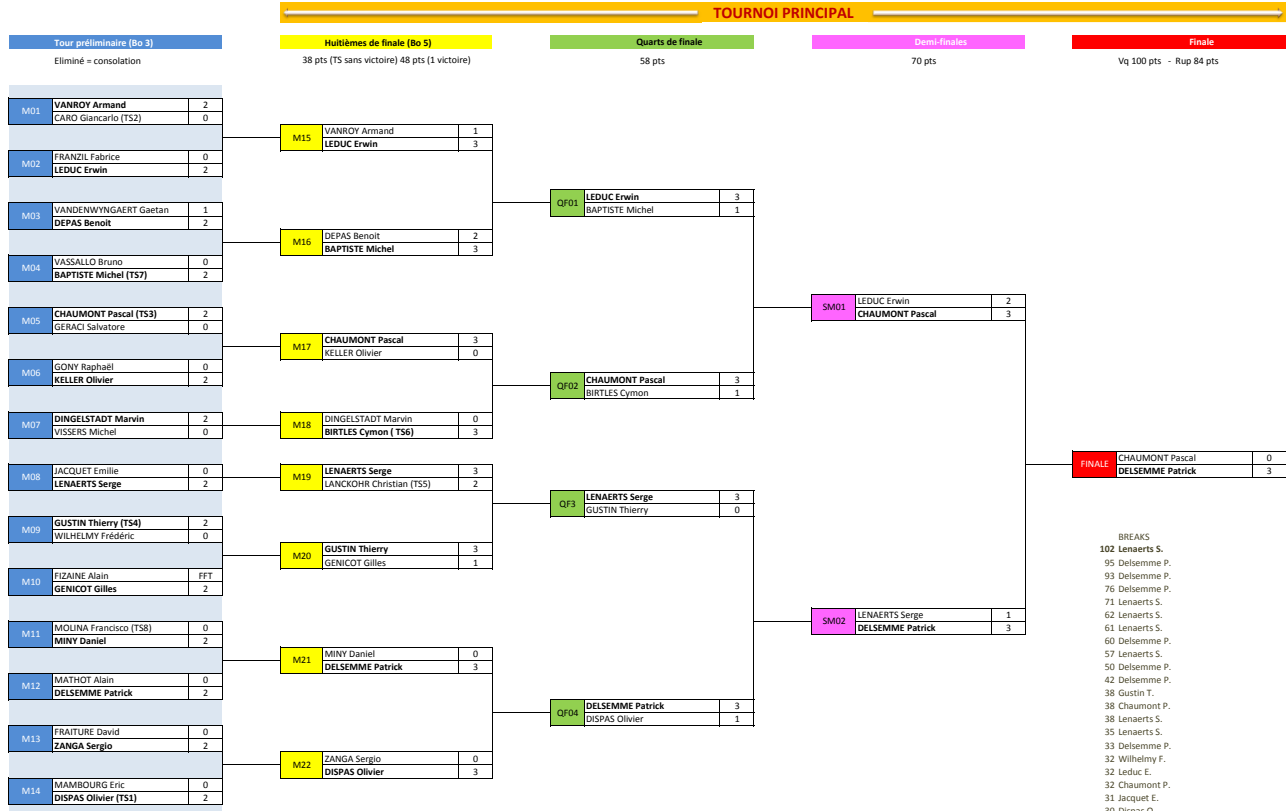 TOURNOI PRINCIPAL
Tour préliminaire (Bo 3)
Eliminé = consolation
M01 VANROY Armand 2
CARO Giancarlo (TS2) 0
M02 FRANZIL Fabrice 0
LEDUC Erwin 2
M03 VANDENWYNGAERT Gaetan 1
DEPAS Benoit 2
M04 VASSALLO Bruno 0
BAPTISTE Michel (TS7) 2
M05 CHAUMONT Pascal (TS3) 2
GERACI Salvatore 0
M06 GONY Raphaël 0
KELLER Olivier 2
M07 DINGELSTADT Marvin 2
VISSERS Michel 0
M08 JACQUET Emilie 0
LENAERTS Serge 2
M09 GUSTIN Thierry (TS4) 2
WILHELMY Frédéric 0
M10 FIZAINE Alain FFT
GENICOT Gilles 2
M11 MOLINA Francisco (TS8) 0
MINY Daniel 2
M12 MATHOT Alain 0
DELSEMME Patrick 2
M13 FRAITURE David 0
ZANGA Sergio 2
M14 MAMBOURG Eric 0
DISPAS Olivier (TS1) 2
Huitièmes de finale (Bo 5)
38 pts (TS sans victoire) 48 pts (1 victoire)
M15 VANROY Armand 1
LEDUC Erwin 3
M16 DEPAS Benoit 2
BAPTISTE Michel 3
M17 CHAUMONT Pascal 3
KELLER Olivier 0
M18 DINGELSTADT Marvin 0
BIRTLES Cymon ( TS6) 3
M19 LENAERTS Serge 3
LANCKOHR Christian (TS5) 2
M20 GUSTIN Thierry 3
GENICOT Gilles 1
M21 MINY Daniel 0
DELSEMME Patrick 3
M22 ZANGA Sergio 0
DISPAS Olivier 3
Quarts de finale
58 pts
QF01 LEDUC Erwin 3
BAPTISTE Michel 1
QF02 CHAUMONT Pascal 3
BIRTLES Cymon 1
QF3 LENAERTS Serge 3
GUSTIN Thierry 0
QF04 DELSEMME Patrick 3
DISPAS Olivier 1
Demi-finales
70 pts
SM01 LEDUC Erwin 2
CHAUMONT Pascal 3
SM02 LENAERTS Serge 1
DELSEMME Patrick 3
Finale
Vq 100 pts - Rup 84 pts
FINALE CHAUMONT Pascal 0
DELSEMME Patrick 3
BREAKS
102 Lenaerts S.
95 Delsemme P.
93 Delsemme P.
76 Delsemme P.
71 Lenaerts S.
62 Lenaerts S.
61 Lenaerts S.
60 Delsemme P.
57 Lenaerts S.
50 Delsemme P.
42 Delsemme P.
38 Gustin T.
38 Chaumont P.
38 Lenaerts S.
35 Lenaerts S.
33 Delsemme P.
32 Wilhelmy F.
32 Leduc E.
32 Chaumont P.
31 Jacquet E.